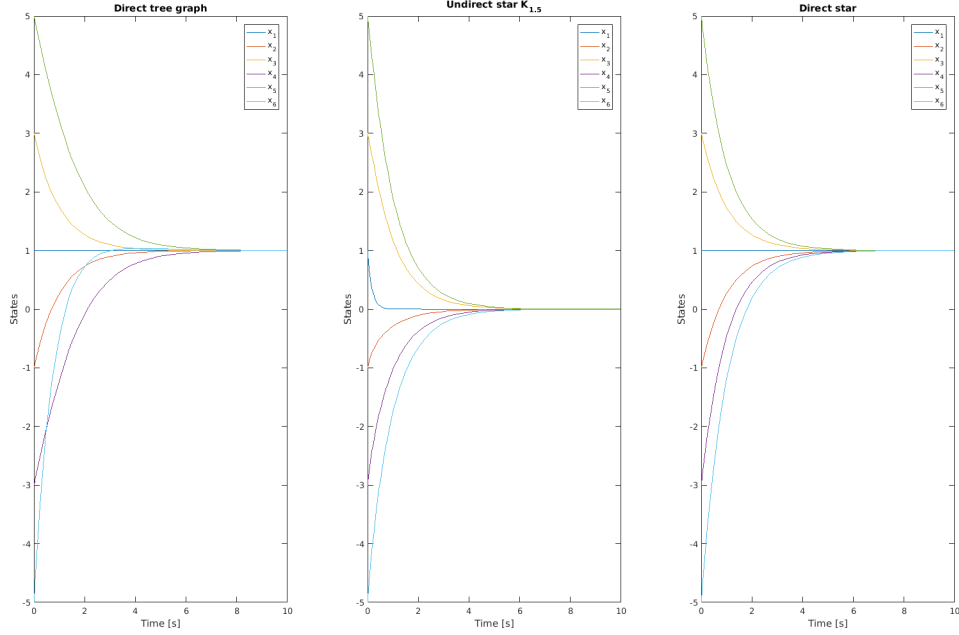 Direct tree graph
States
5
4
3
2
1
0
-1
-2
-3
-4
-5
0 2 4 6 8 10
Time [s]
x1
x2
x3
x4
x5
x6
Undirect star K1.5
States
5
4
3
2
1
0
-1
-2
-3
-4
-5
0 2 4 6 8 10
Time [s]
x1
x2
x3
x4
x5
x6
Direct star
States
5
4
3
2
1
0
-1
-2
-3
-4
-5
0 2 4 6 8 10
Time [s]
x1
x2
x3
x4
x5
x6